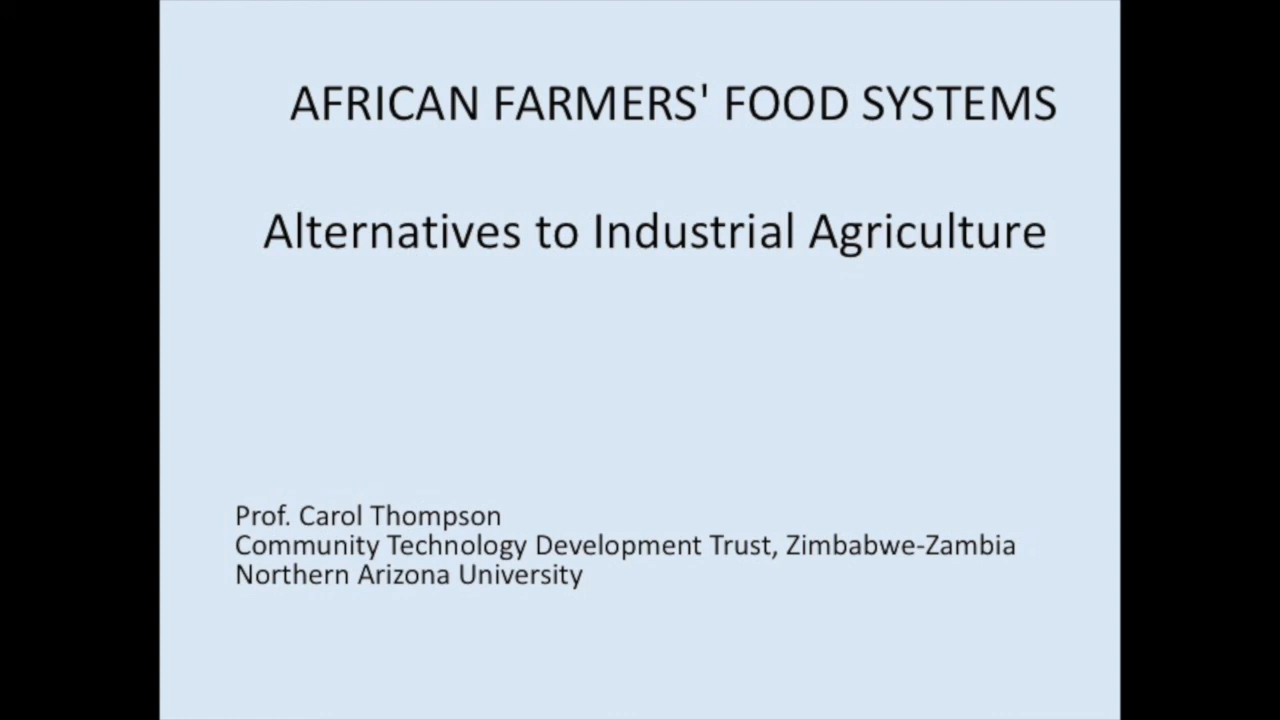 AFRICAN FARMERS' FOOD SYSTEMS
Alternatives to Industrial Agriculture
Prof. Carol Thompson
Community Technology Development Trust, Zimbabwe-Zambia
Northern Arizona University